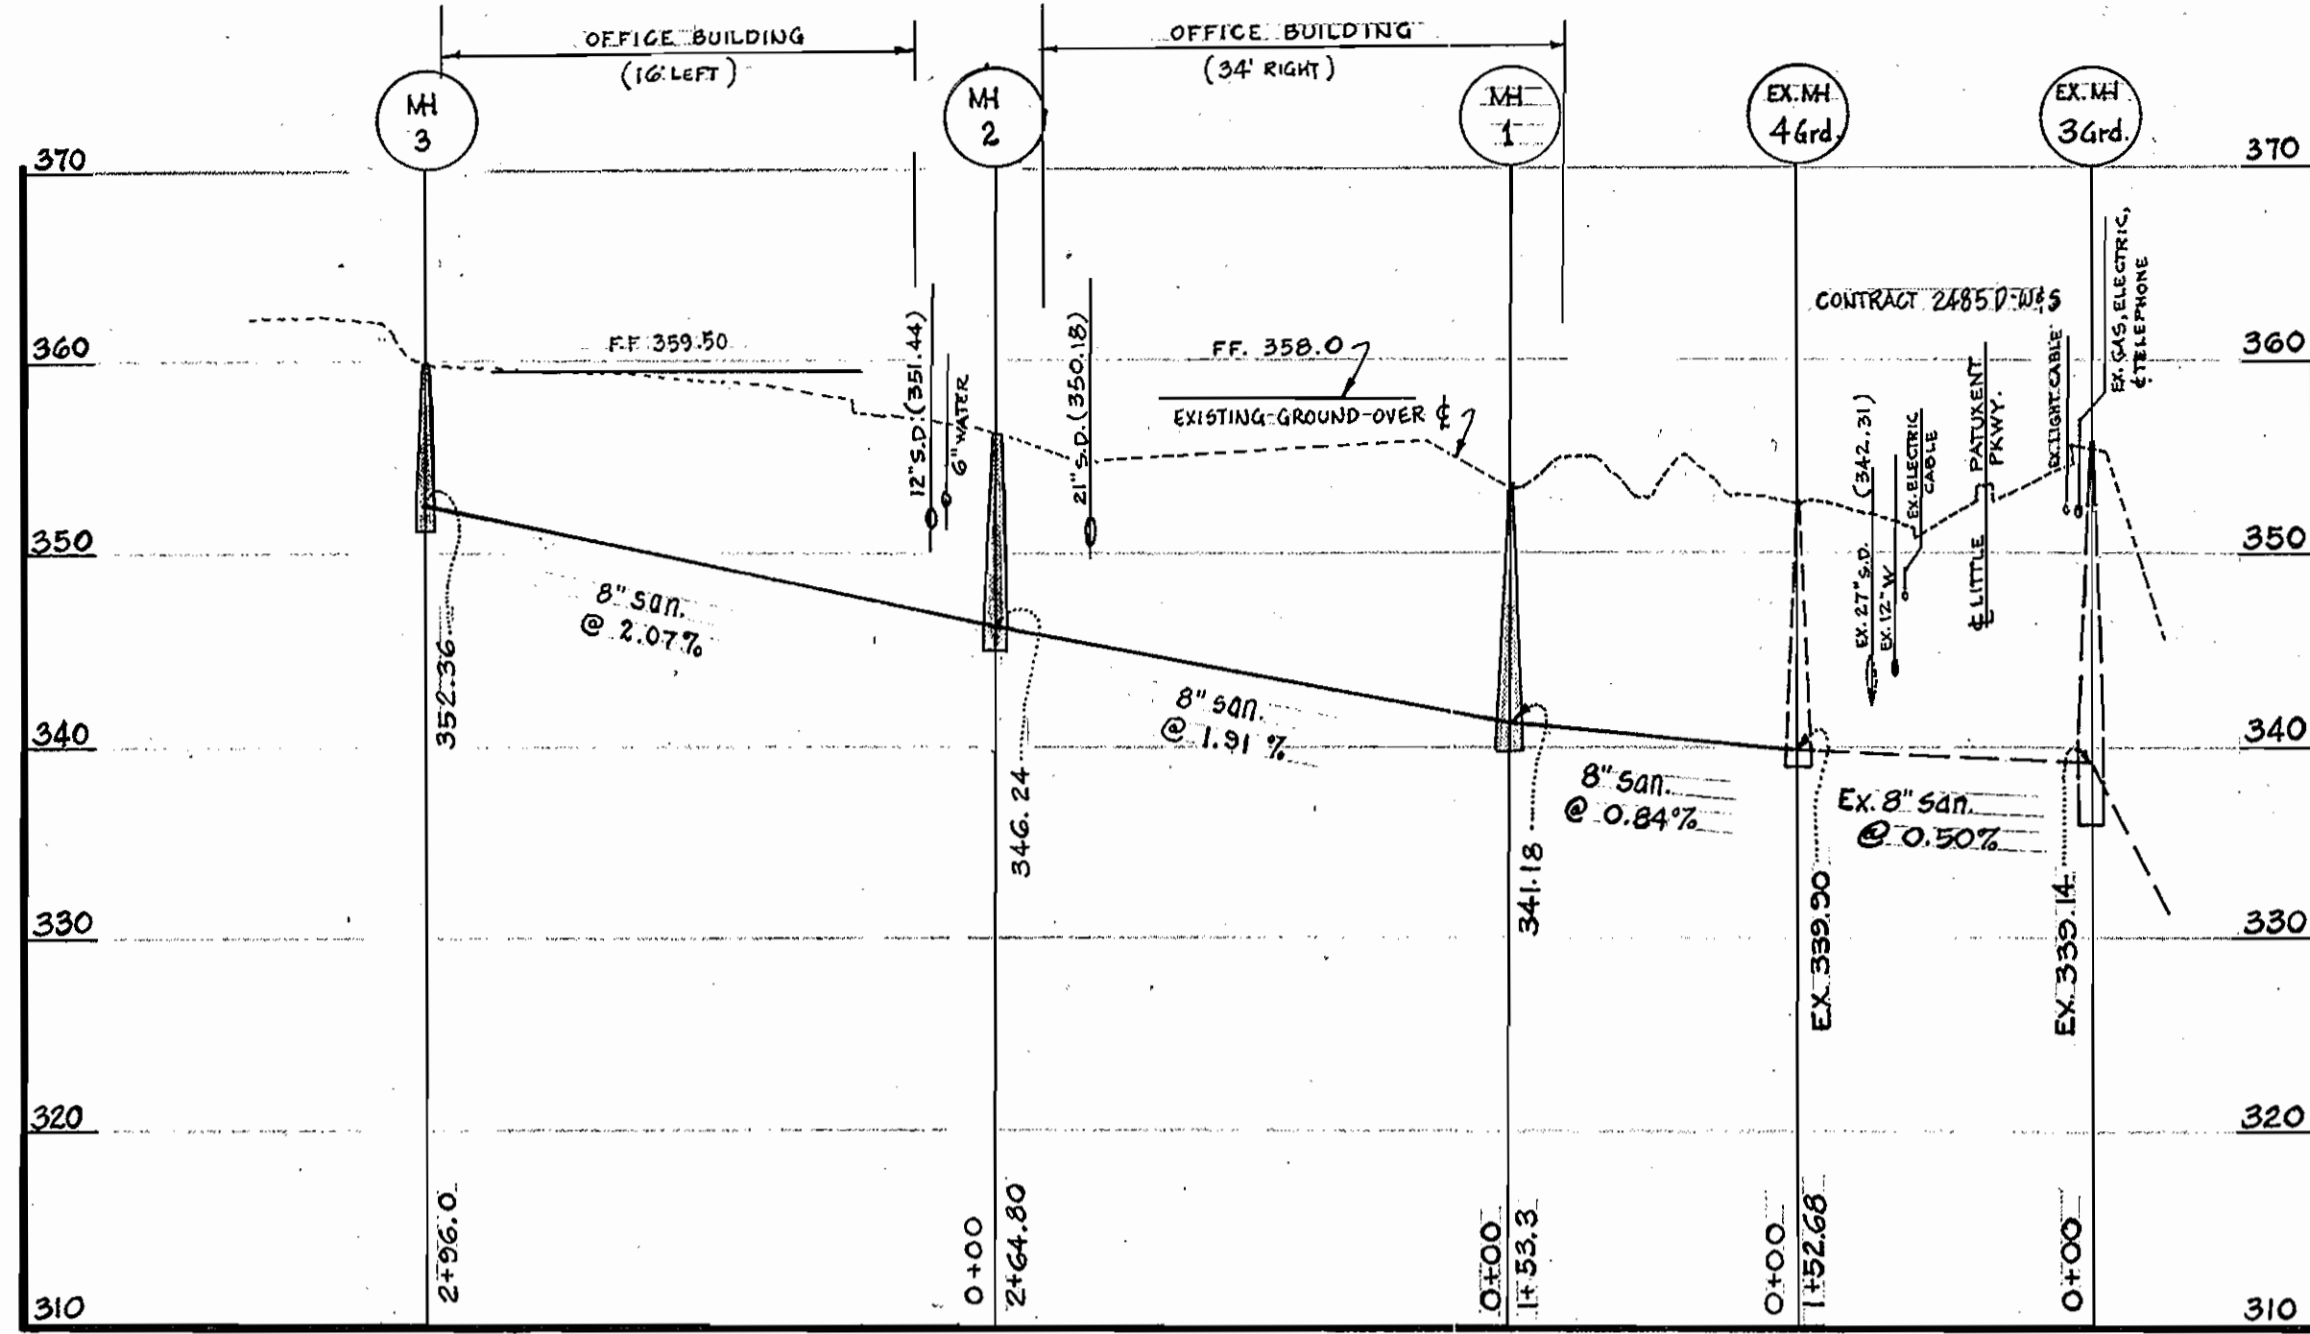 OFFICE BUILDING
(16' LEFT)
OFFICE BUILDING
(34' RIGHT)
MH
3
MH
2
MH
1
EX. MH
4 Grd.
EX. MH
3 Grd.
370
370
360
360
350
350
340
340
330
330
320
320
310
310
FF 359.50
12" S.D. (351.44)
6" WATER
21" S.D. (350.18)
FF. 358.0
EXISTING GROUND OVER ℄
CONTRACT 2485 D-W&S
EX. 27" S.D. (342.31)
EX. 12" W
EX. ELECTRIC
CABLE
℄ LITTLE PATUXENT
PKWY.
EX. LIGHT CABLE
EX. GAS, ELECTRIC,
& TELEPHONE
8" san.
@ 2.07%
8" san.
@ 1.91 %
8" san.
@ 0.84%
Ex. 8" san.
@ 0.50%
352.36
346.24
341.18
EX. 339.90
EX. 339.14
2+96.0
0+00
2+64.80
0+00
1+53.3
0+00
1+52.68
0+00